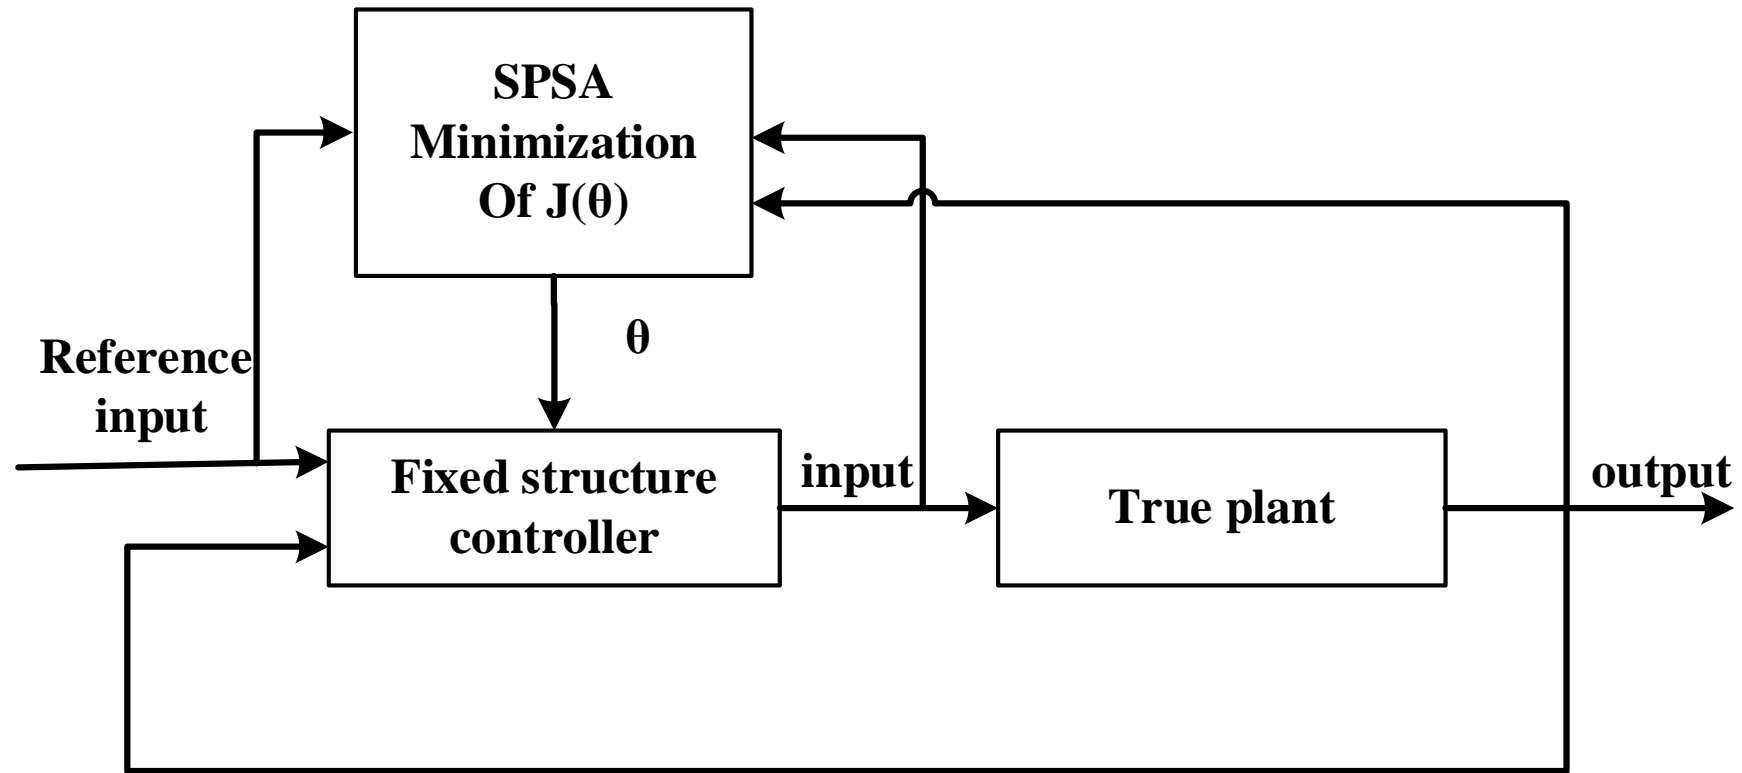 SPSA
Minimization
Of J(θ)
θ
Reference
input
Fixed structure
controller
input
True plant
output